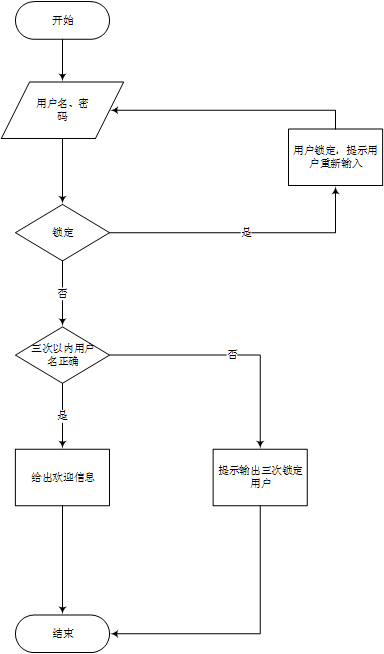 开始
用户名、密
码
用户锁定，提示用
户重新输入
锁定
是
否
三次以内用户
名正确
否
是
给出欢迎信息
提示输出三次锁定
用户
结束